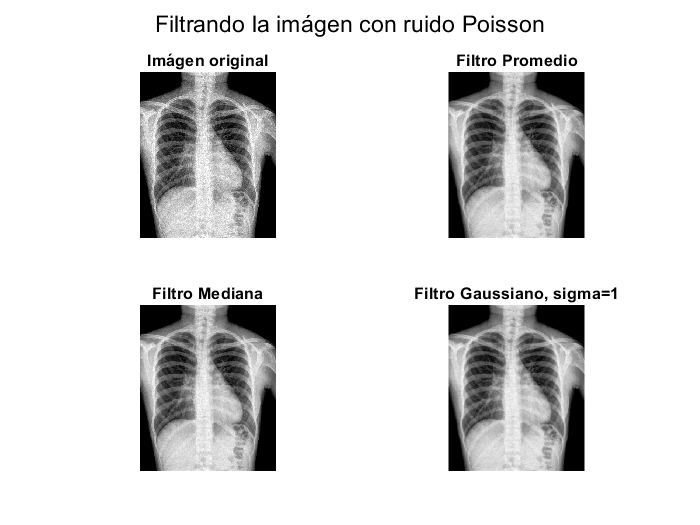 Filtrando la imágen con ruido Poisson
Imágen original
Filtro Promedio
Filtro Mediana
Filtro Gaussiano, sigma=1